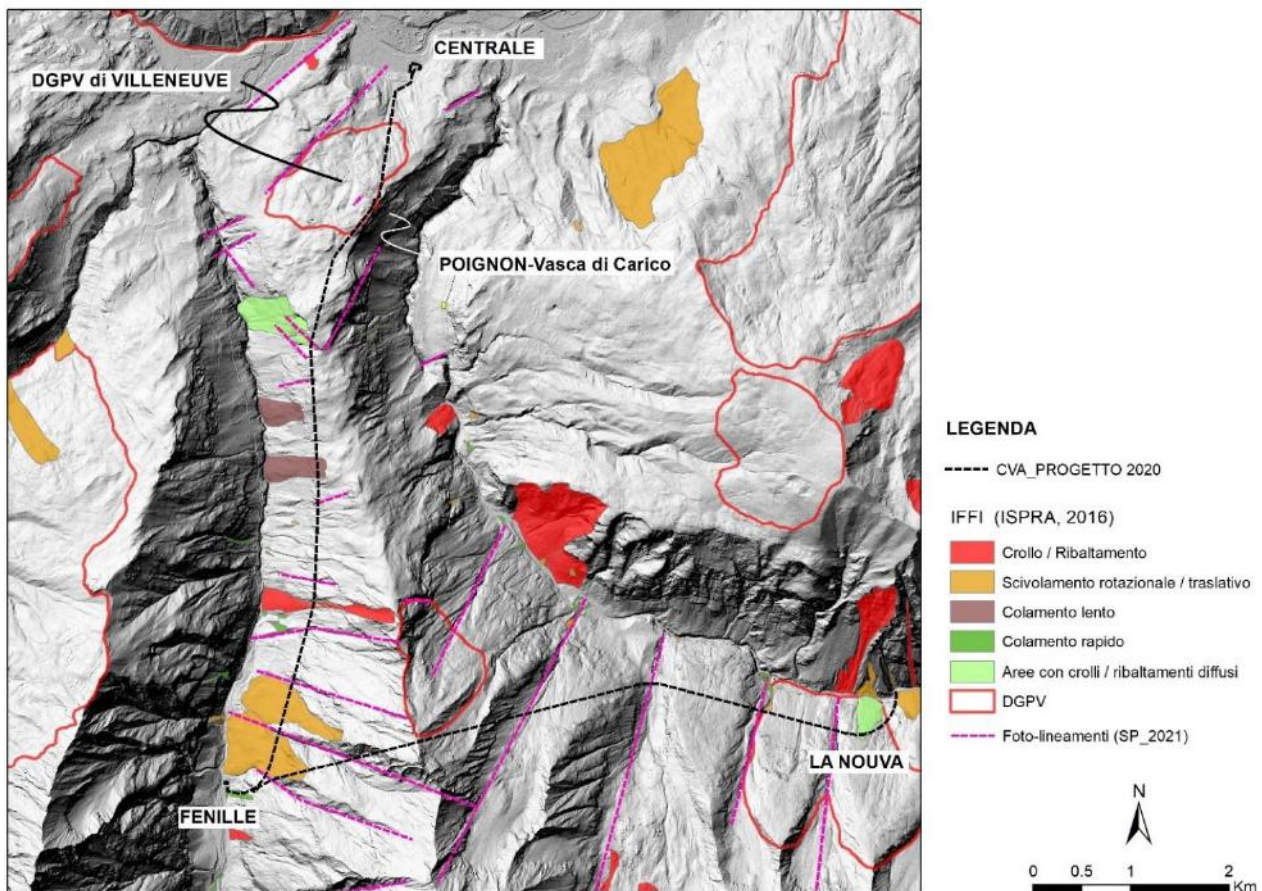 CENTRALE
DGPV di VILLENEUVE
POIGNON-Vasca di Carico
LA NOUVA
FENILLE
LEGENDA
CVA_PROGETTO 2020
IFFI (ISPRA, 2016)
Crollo / Ribaltamento
Scivolamento rotazionale / traslativo
Colamento lento
Colamento rapido
Aree con crolli / ribaltamenti diffusi
DGPV
Foto-lineamenti (SP_2021)
N
0 0.5 1 2
Km